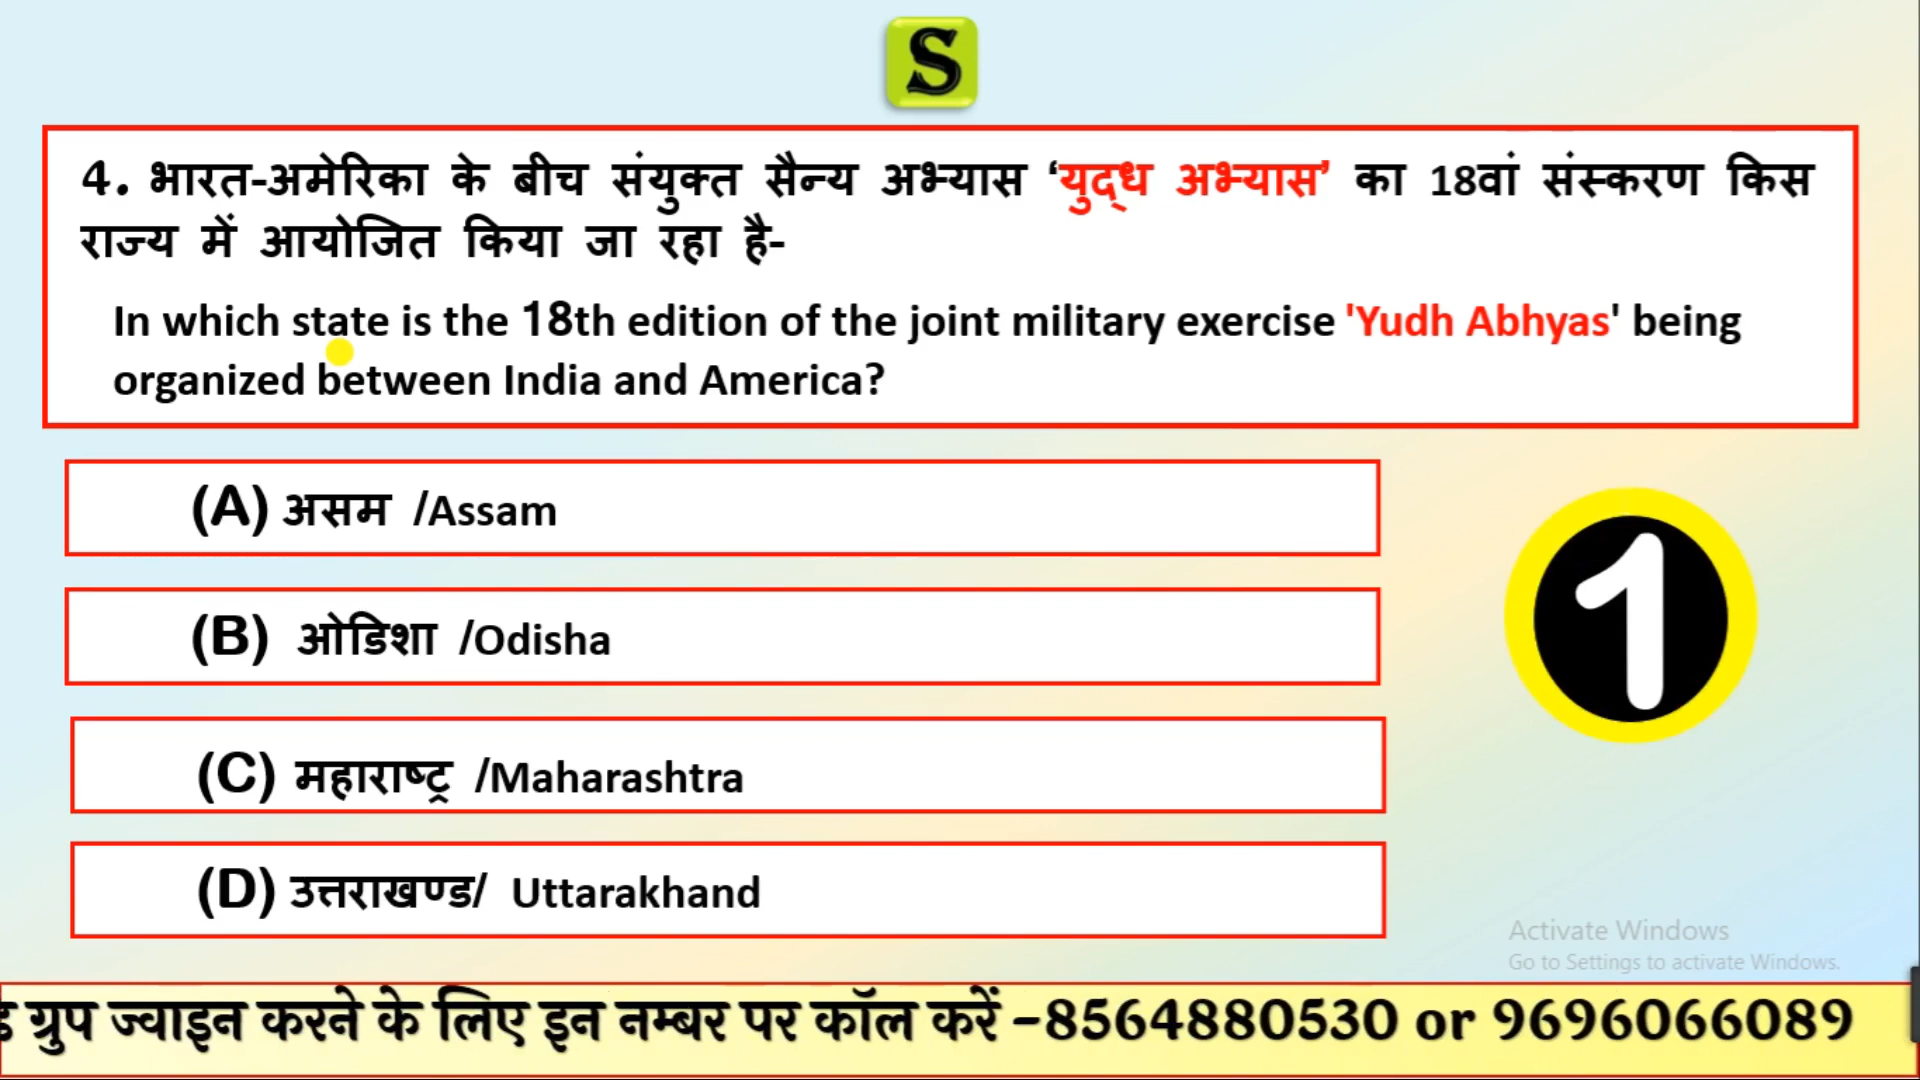 S
4. भारत-अमेरिका के बीच संयुक्त सैन्य अभ्यास ‘युद्ध अभ्यास’ का 18वां संस्करण किस
राज्य में आयोजित किया जा रहा है-
In which state is the 18th edition of the joint military exercise 'Yudh Abhyas' being
organized between India and America?
(A) असम /Assam
(B) ओडिशा /Odisha
1
(C) महाराष्ट्र /Maharashtra
(D) उत्तराखण्ड/ Uttarakhand
Activate Windows
Go to Settings to activate Windows.
ग्रुप ज्वाइन करने के लिए इन नम्बर पर कॉल करें -8564880530 or 9696066089